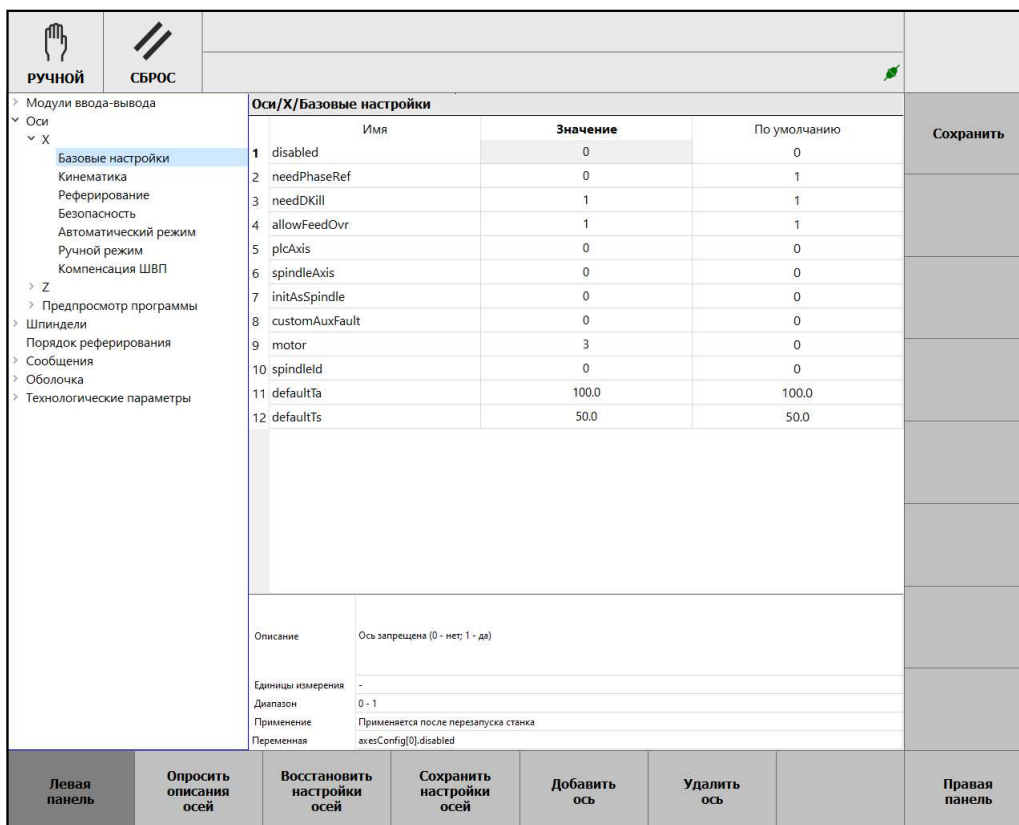 РУЧНОЙ
СБРОС
Модули ввода-вывода
Оси
X
Базовые настройки
Кинематика
Реферирование
Безопасность
Автоматический режим
Ручной режим
Компенсация ШВП
Z
Предпросмотр программы
Шпиндели
Порядок реферирования
Сообщения
Оболочка
Технологические параметры
Оси/X/Базовые настройки
Имя Значение По умолчанию
1 disabled 0 0
2 needPhaseRef 0 1
3 needDKill 1 1
4 allowFeedOvr 1 1
5 plcAxis 0 0
6 spindleAxis 0 0
7 initAsSpindle 0 0
8 customAuxFault 0 0
9 motor 3 0
10 spindleId 0 0
11 defaultTa 100.0 100.0
12 defaultTs 50.0 50.0
Описание Ось запрещена (0 - нет; 1 - да)
Единицы измерения -
Диапазон 0 - 1
Применение Применяется после перезапуска станка
Переменная axesConfig[0].disabled
Сохранить
Левая
панель
Опросить
описания
осей
Восстановить
настройки
осей
Сохранить
настройки
осей
Добавить
ось
Удалить
ось
Правая
панель